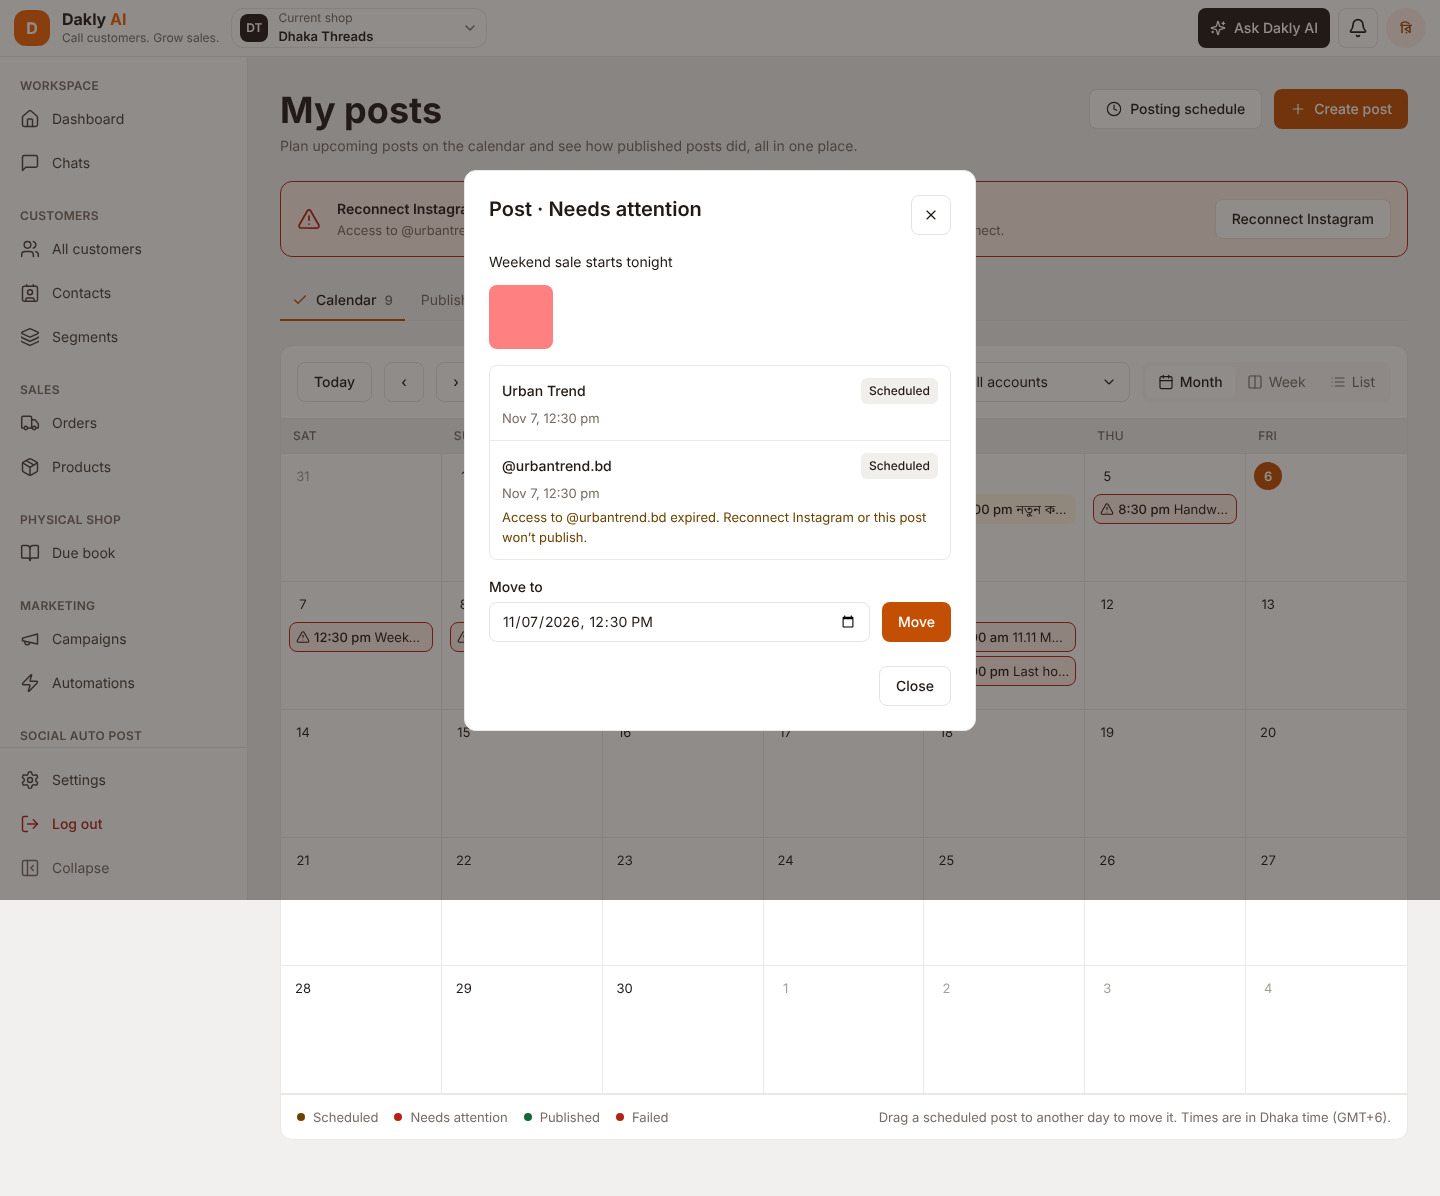 D
Dakly AI
Call customers. Grow sales.
DT
Current shop
Dhaka Threads
Ask Dakly AI
রি
WORKSPACE
Dashboard
Chats
CUSTOMERS
All customers
Contacts
Segments
SALES
Orders
Products
PHYSICAL SHOP
Due book
MARKETING
Campaigns
Automations
SOCIAL AUTO POST
Settings
Log out
Collapse
My posts
Plan upcoming posts on the calendar and see how published posts did, all in one place.
Posting schedule
Create post
Reconnect
Access to
Reconnect Instagram
Calendar 9
Today
‹
›
accounts
Month
Week
List
SAT
THU
FRI
31
5
6
00 pm নতুন ক...
8:30 pm Handw...
7
12
13
12:30 pm Week...
00 am 11.11 M...
00 pm Last ho...
14
15
16
17
18
19
20
21
22
23
24
25
26
27
28
29
30
1
2
3
4
Scheduled
Needs attention
Published
Failed
Drag a scheduled post to another day to move it. Times are in Dhaka time (GMT+6).
Post · Needs attention
Weekend sale starts tonight
Urban Trend
Scheduled
Nov 7, 12:30 pm
@urbantrend.bd
Scheduled
Nov 7, 12:30 pm
Access to @urbantrend.bd expired. Reconnect Instagram or this post
won’t publish.
Move to
11/07/2026, 12:30 PM
Move
Close